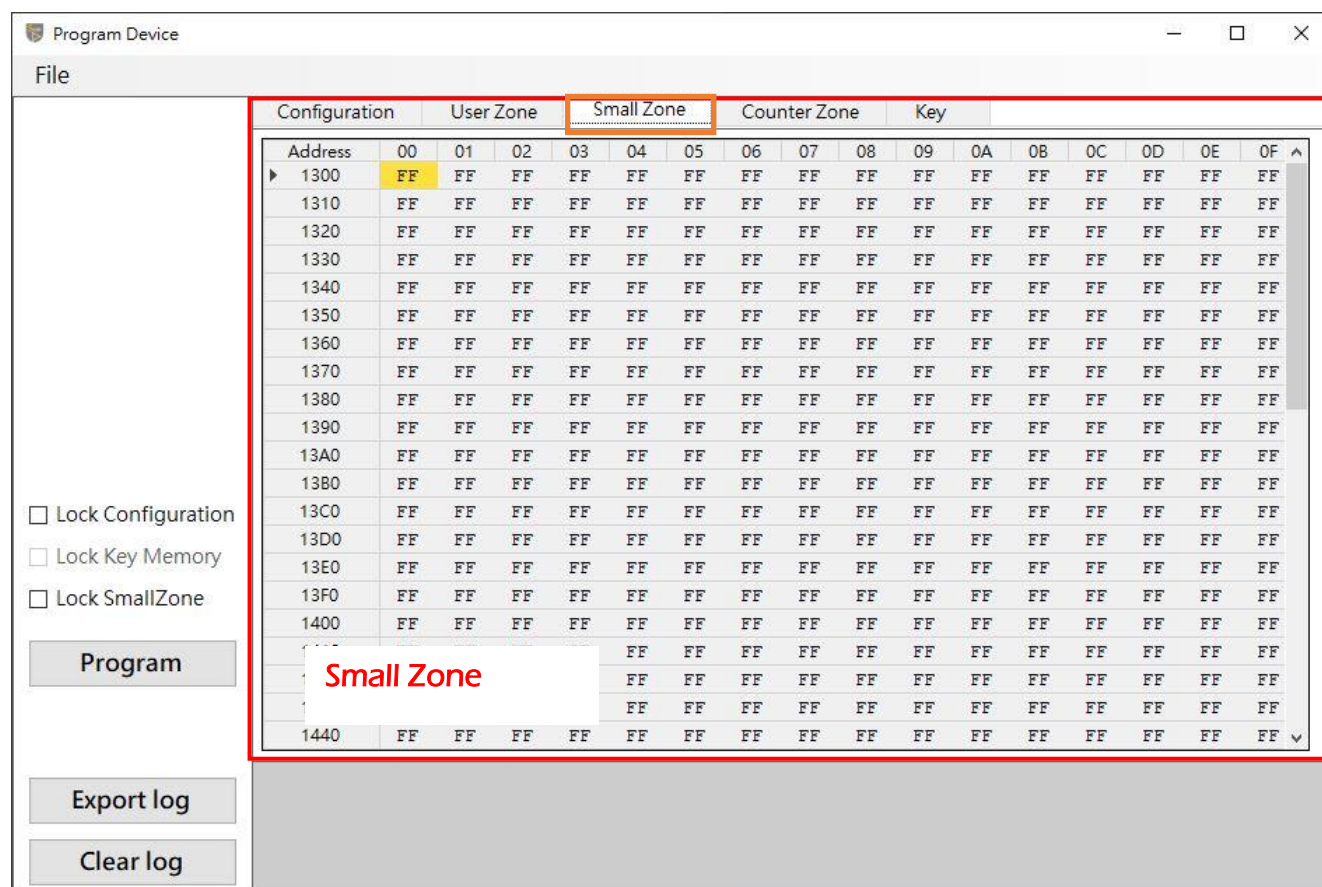 Program Device
File
Configuration User Zone Small Zone Counter Zone Key
Address 00 01 02 03 04 05 06 07 08 09 0A 0B 0C 0D 0E 0F
1300 FF FF FF FF FF FF FF FF FF FF FF FF FF FF FF FF
1310 FF FF FF FF FF FF FF FF FF FF FF FF FF FF FF FF
1320 FF FF FF FF FF FF FF FF FF FF FF FF FF FF FF FF
1330 FF FF FF FF FF FF FF FF FF FF FF FF FF FF FF FF
1340 FF FF FF FF FF FF FF FF FF FF FF FF FF FF FF FF
1350 FF FF FF FF FF FF FF FF FF FF FF FF FF FF FF FF
1360 FF FF FF FF FF FF FF FF FF FF FF FF FF FF FF FF
1370 FF FF FF FF FF FF FF FF FF FF FF FF FF FF FF FF
1380 FF FF FF FF FF FF FF FF FF FF FF FF FF FF FF FF
1390 FF FF FF FF FF FF FF FF FF FF FF FF FF FF FF FF
13A0 FF FF FF FF FF FF FF FF FF FF FF FF FF FF FF FF
13B0 FF FF FF FF FF FF FF FF FF FF FF FF FF FF FF FF
13C0 FF FF FF FF FF FF FF FF FF FF FF FF FF FF FF FF
13D0 FF FF FF FF FF FF FF FF FF FF FF FF FF FF FF FF
13E0 FF FF FF FF FF FF FF FF FF FF FF FF FF FF FF FF
13F0 FF FF FF FF FF FF FF FF FF FF FF FF FF FF FF FF
1400 FF FF FF FF FF FF FF FF FF FF FF FF FF FF FF FF
FF FF FF FF FF FF FF FF FF FF FF FF
FF FF FF FF FF FF FF FF FF FF FF FF
FF FF FF FF FF FF FF FF FF FF FF FF
1440 FF FF FF FF FF FF FF FF FF FF FF FF FF FF FF FF
Small Zone
Lock Configuration
Lock Key Memory
Lock SmallZone
Program
Export log
Clear log